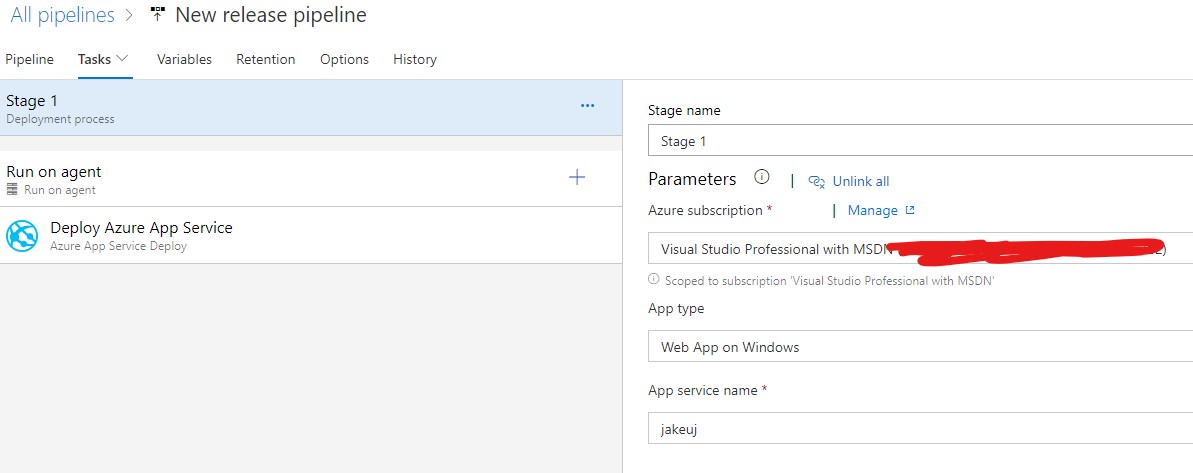 All pipelines > New release pipeline
Pipeline Tasks Variables Retention Options History
Stage 1
Deployment process
Run on agent
Run on agent
Deploy Azure App Service
Azure App Service Deploy
Stage name
Stage 1
Parameters | Unlink all
Azure subscription * | Manage
Visual Studio Professional with MSDN
Scoped to subscription 'Visual Studio Professional with MSDN'
App type
Web App on Windows
App service name *
jakeuj